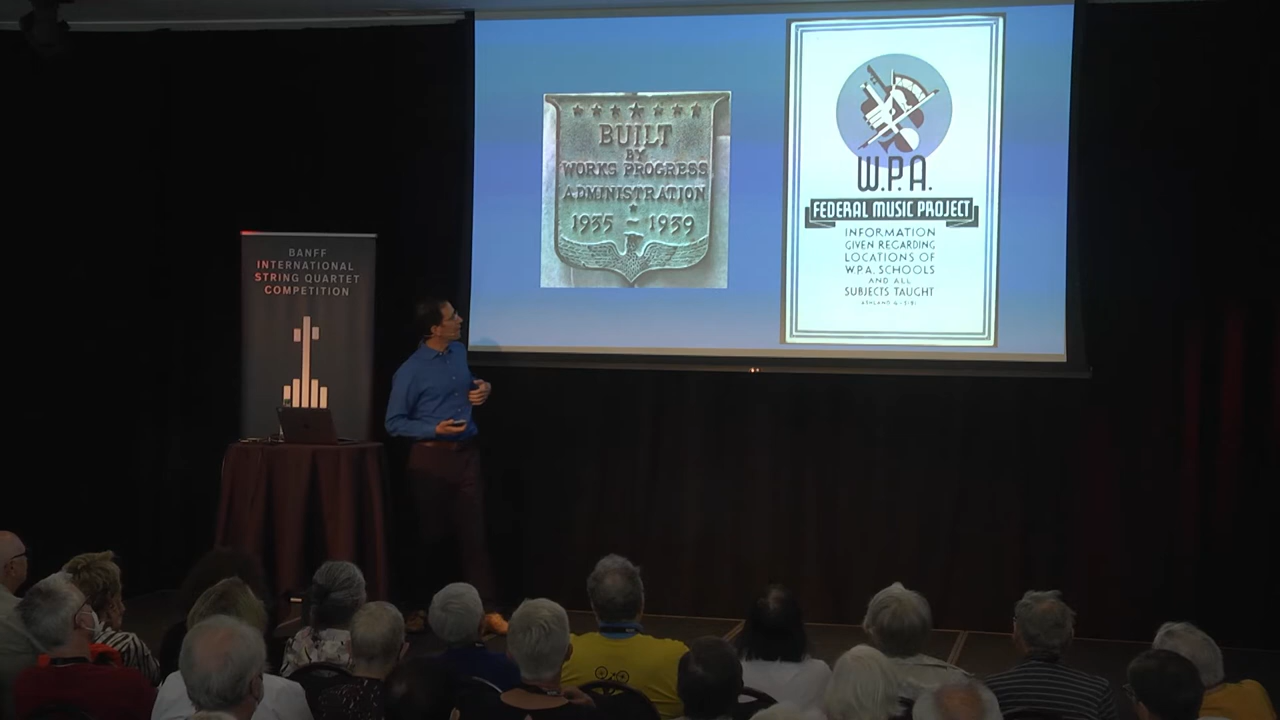 BANFF
INTERNATIONAL
STRING QUARTET
COMPETITION
BUILT
BY
WORKS PROGRESS
ADMINISTRATION
1935 – 1939
W.P.A.
FEDERAL MUSIC PROJECT
INFORMATION
GIVEN REGARDING
LOCATIONS OF
W.P.A. SCHOOLS
AND ALL
SUBJECTS TAUGHT